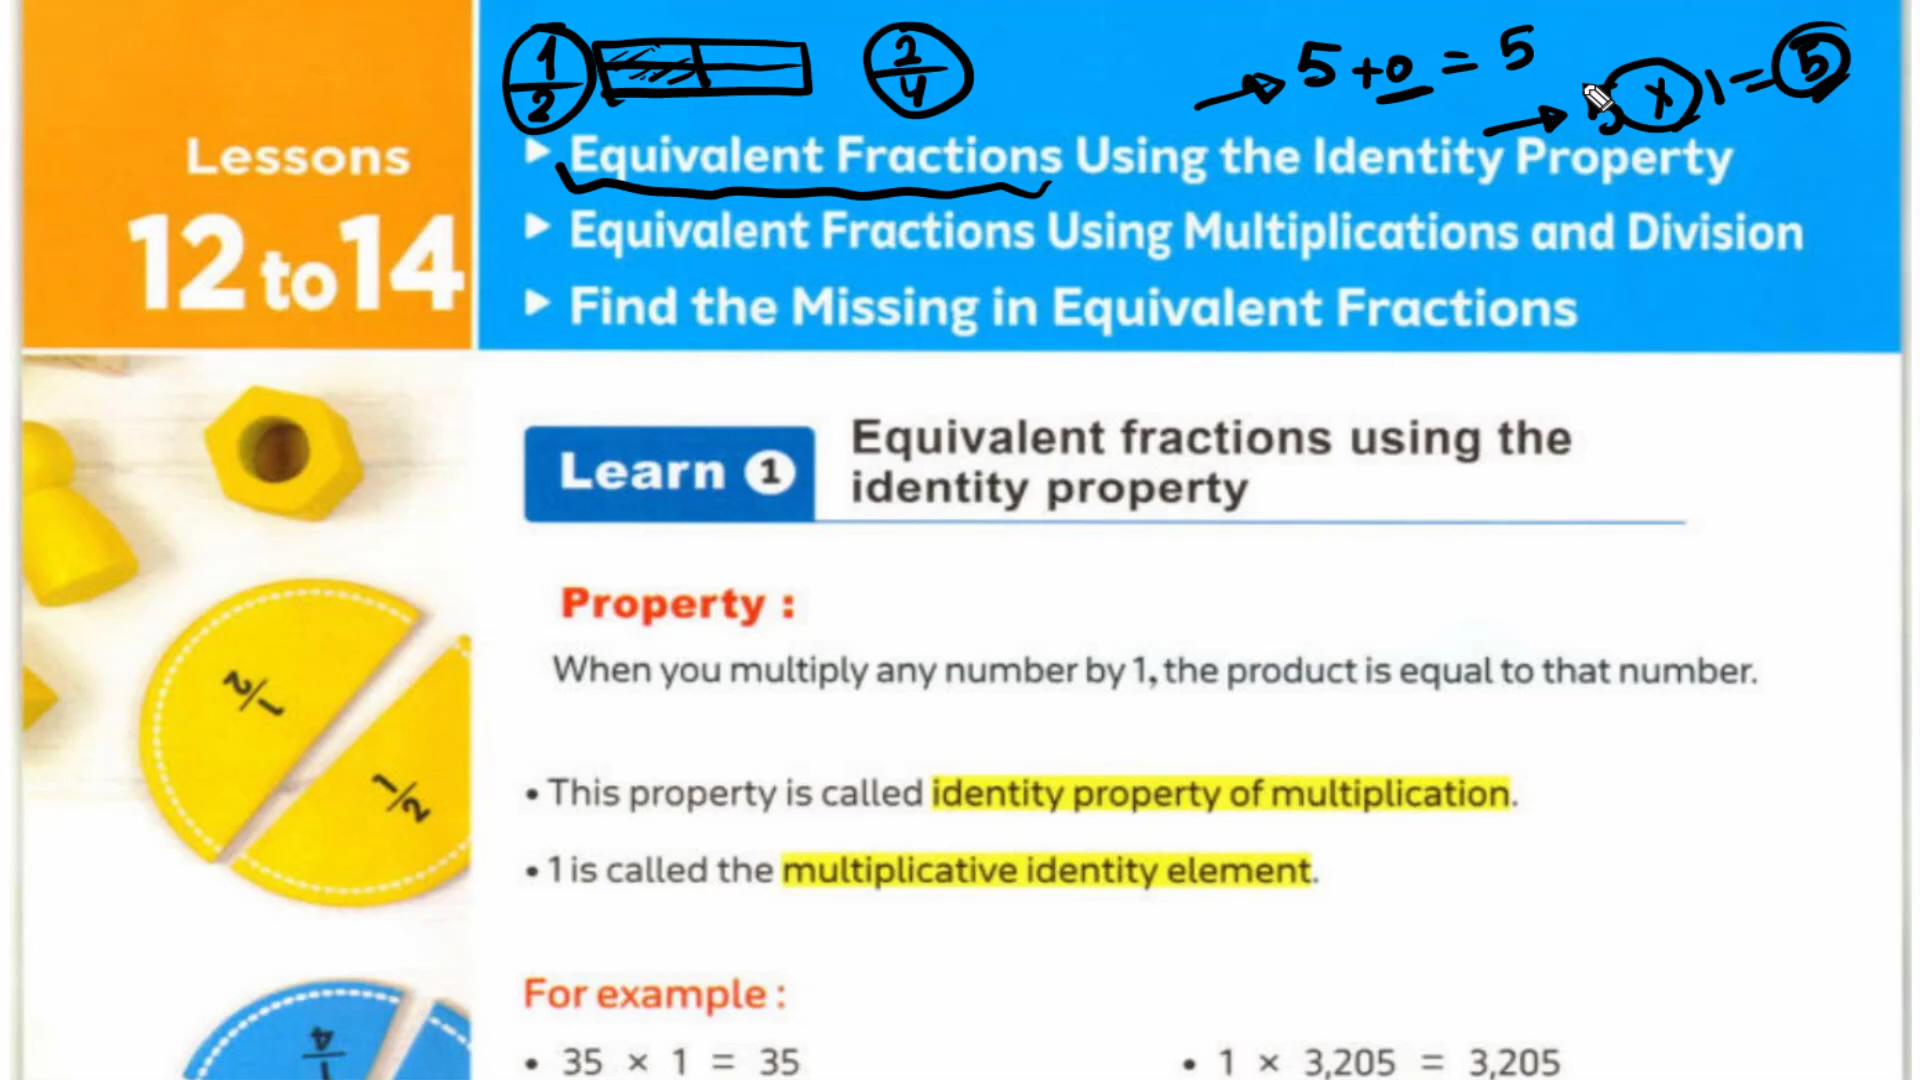 1/2
2/4
5 + 0 = 5
5 x 1 = 5
Lessons
12 to 14
▶ Equivalent Fractions Using the Identity Property
▶ Equivalent Fractions Using Multiplications and Division
▶ Find the Missing in Equivalent Fractions
Learn 1
Equivalent fractions using the
identity property
Property :
When you multiply any number by 1, the product is equal to that number.
1/2
1/2
• This property is called identity property of multiplication.
• 1 is called the multiplicative identity element.
For example :
• 35 × 1 = 35
• 1 × 3,205 = 3,205